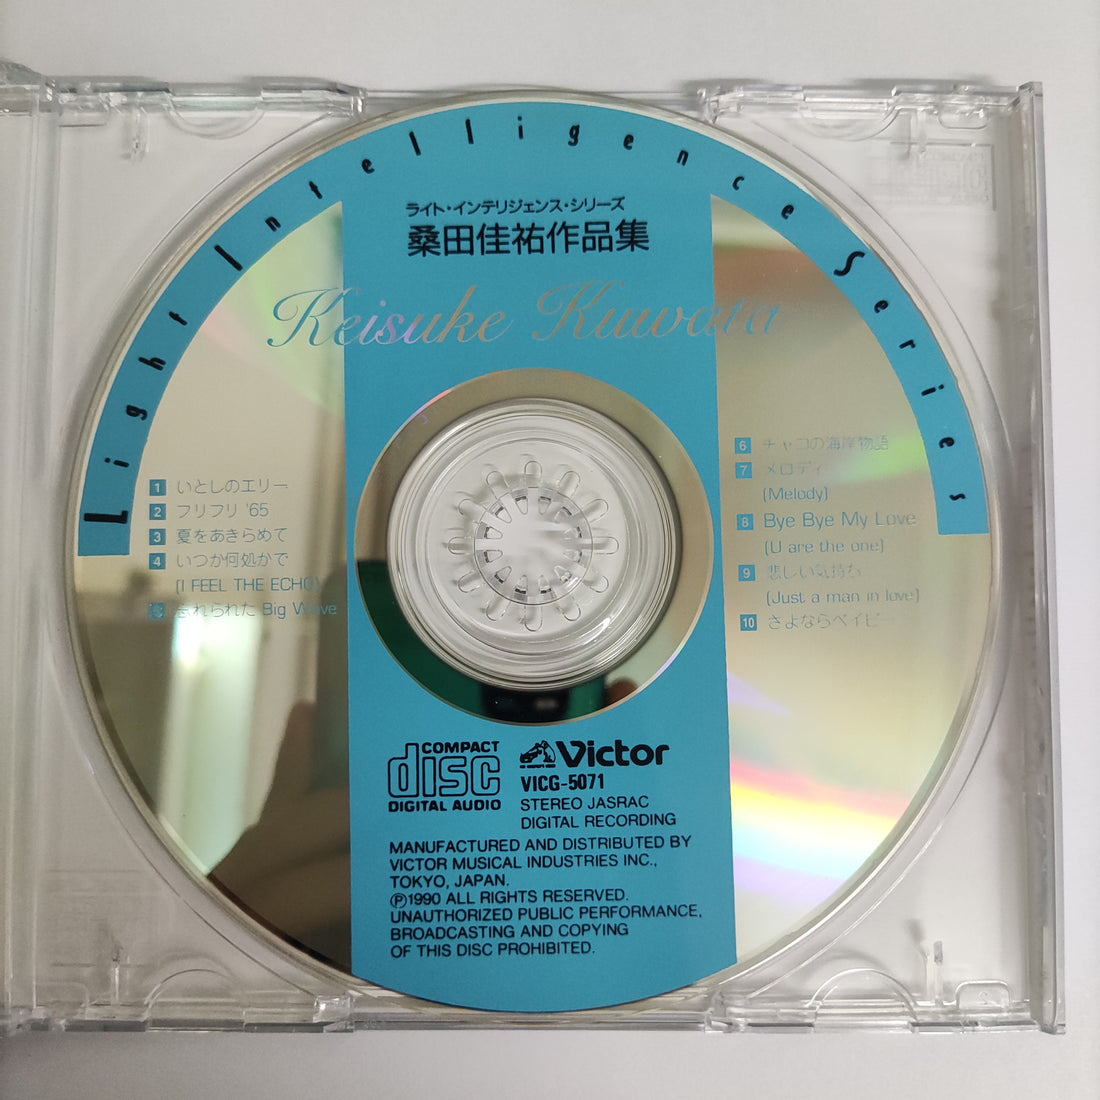 Light Intelligence Series
ライト・インテリジェンス・シリーズ
桑田佳祐作品集
Keisuke Kuwata
1 いとしのエリー
2 フリフリ '65
3 夏をあきらめて
4 いつか何処かで
(I FEEL THE ECHO)
5 忘れられた Big Wave
6 チャコの海岸物語
7 メロディ
(Melody)
8 Bye Bye My Love
(U are the one)
9 悲しい気持ち
(Just a man in love)
10 さよならベイビー
COMPACT
disc
DIGITAL AUDIO
Victor
VICG-5071
STEREO JASRAC
DIGITAL RECORDING
MANUFACTURED AND DISTRIBUTED BY
VICTOR MUSICAL INDUSTRIES INC.,
TOKYO, JAPAN.
Ⓟ1990 ALL RIGHTS RESERVED.
UNAUTHORIZED PUBLIC PERFORMANCE,
BROADCASTING AND COPYING
OF THIS DISC PROHIBITED.